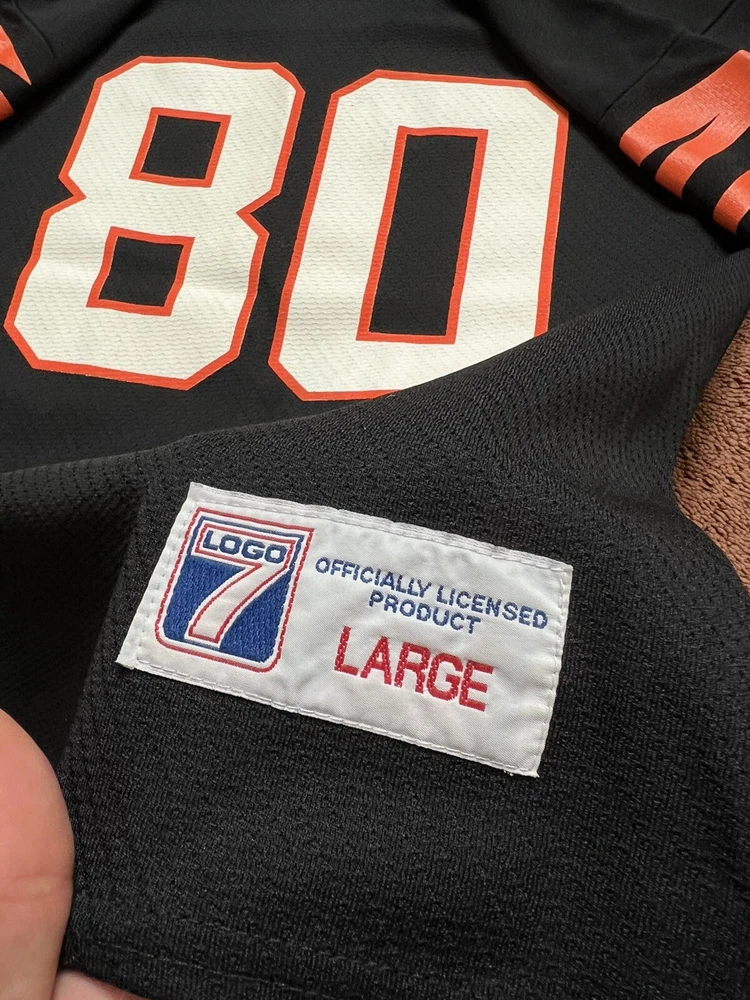 80
LOGO
7
OFFICIALLY LICENSED
PRODUCT
LARGE